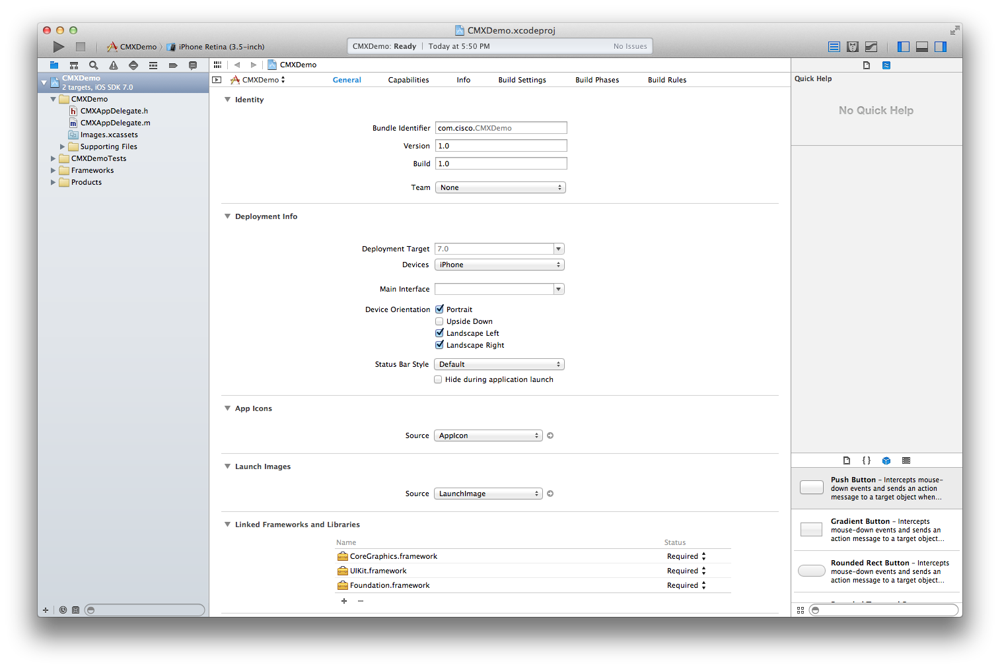 CMXDemo.xcodeproj
CMXDemo
iPhone Retina (3.5-inch)
CMXDemo: Ready
Today at 5:50 PM
No Issues
CMXDemo
2 targets, iOS SDK 7.0
CMXDemo
CMXAppDelegate.h
CMXAppDelegate.m
Images.xcassets
Supporting Files
CMXDemoTests
Frameworks
Products
CMXDemo
CMXDemo
General
Capabilities
Info
Build Settings
Build Phases
Build Rules
Identity
Bundle Identifier com.cisco.CMXDemo
Version 1.0
Build 1.0
Team None
Deployment Info
Deployment Target 7.0
Devices iPhone
Main Interface
Device Orientation Portrait
Upside Down
Landscape Left
Landscape Right
Status Bar Style Default
Hide during application launch
App Icons
Source AppIcon
Launch Images
Source LaunchImage
Linked Frameworks and Libraries
Name Status
CoreGraphics.framework Required
UIKit.framework Required
Foundation.framework Required
Quick Help
No Quick Help
Push Button – Intercepts mouse-
down events and sends an action
message to a target object when...
Gradient Button – Intercepts
mouse-down events and sends an
action message to a target object...
Rounded Rect Button – Intercepts
mouse-down events and sends an
action message to a target object...